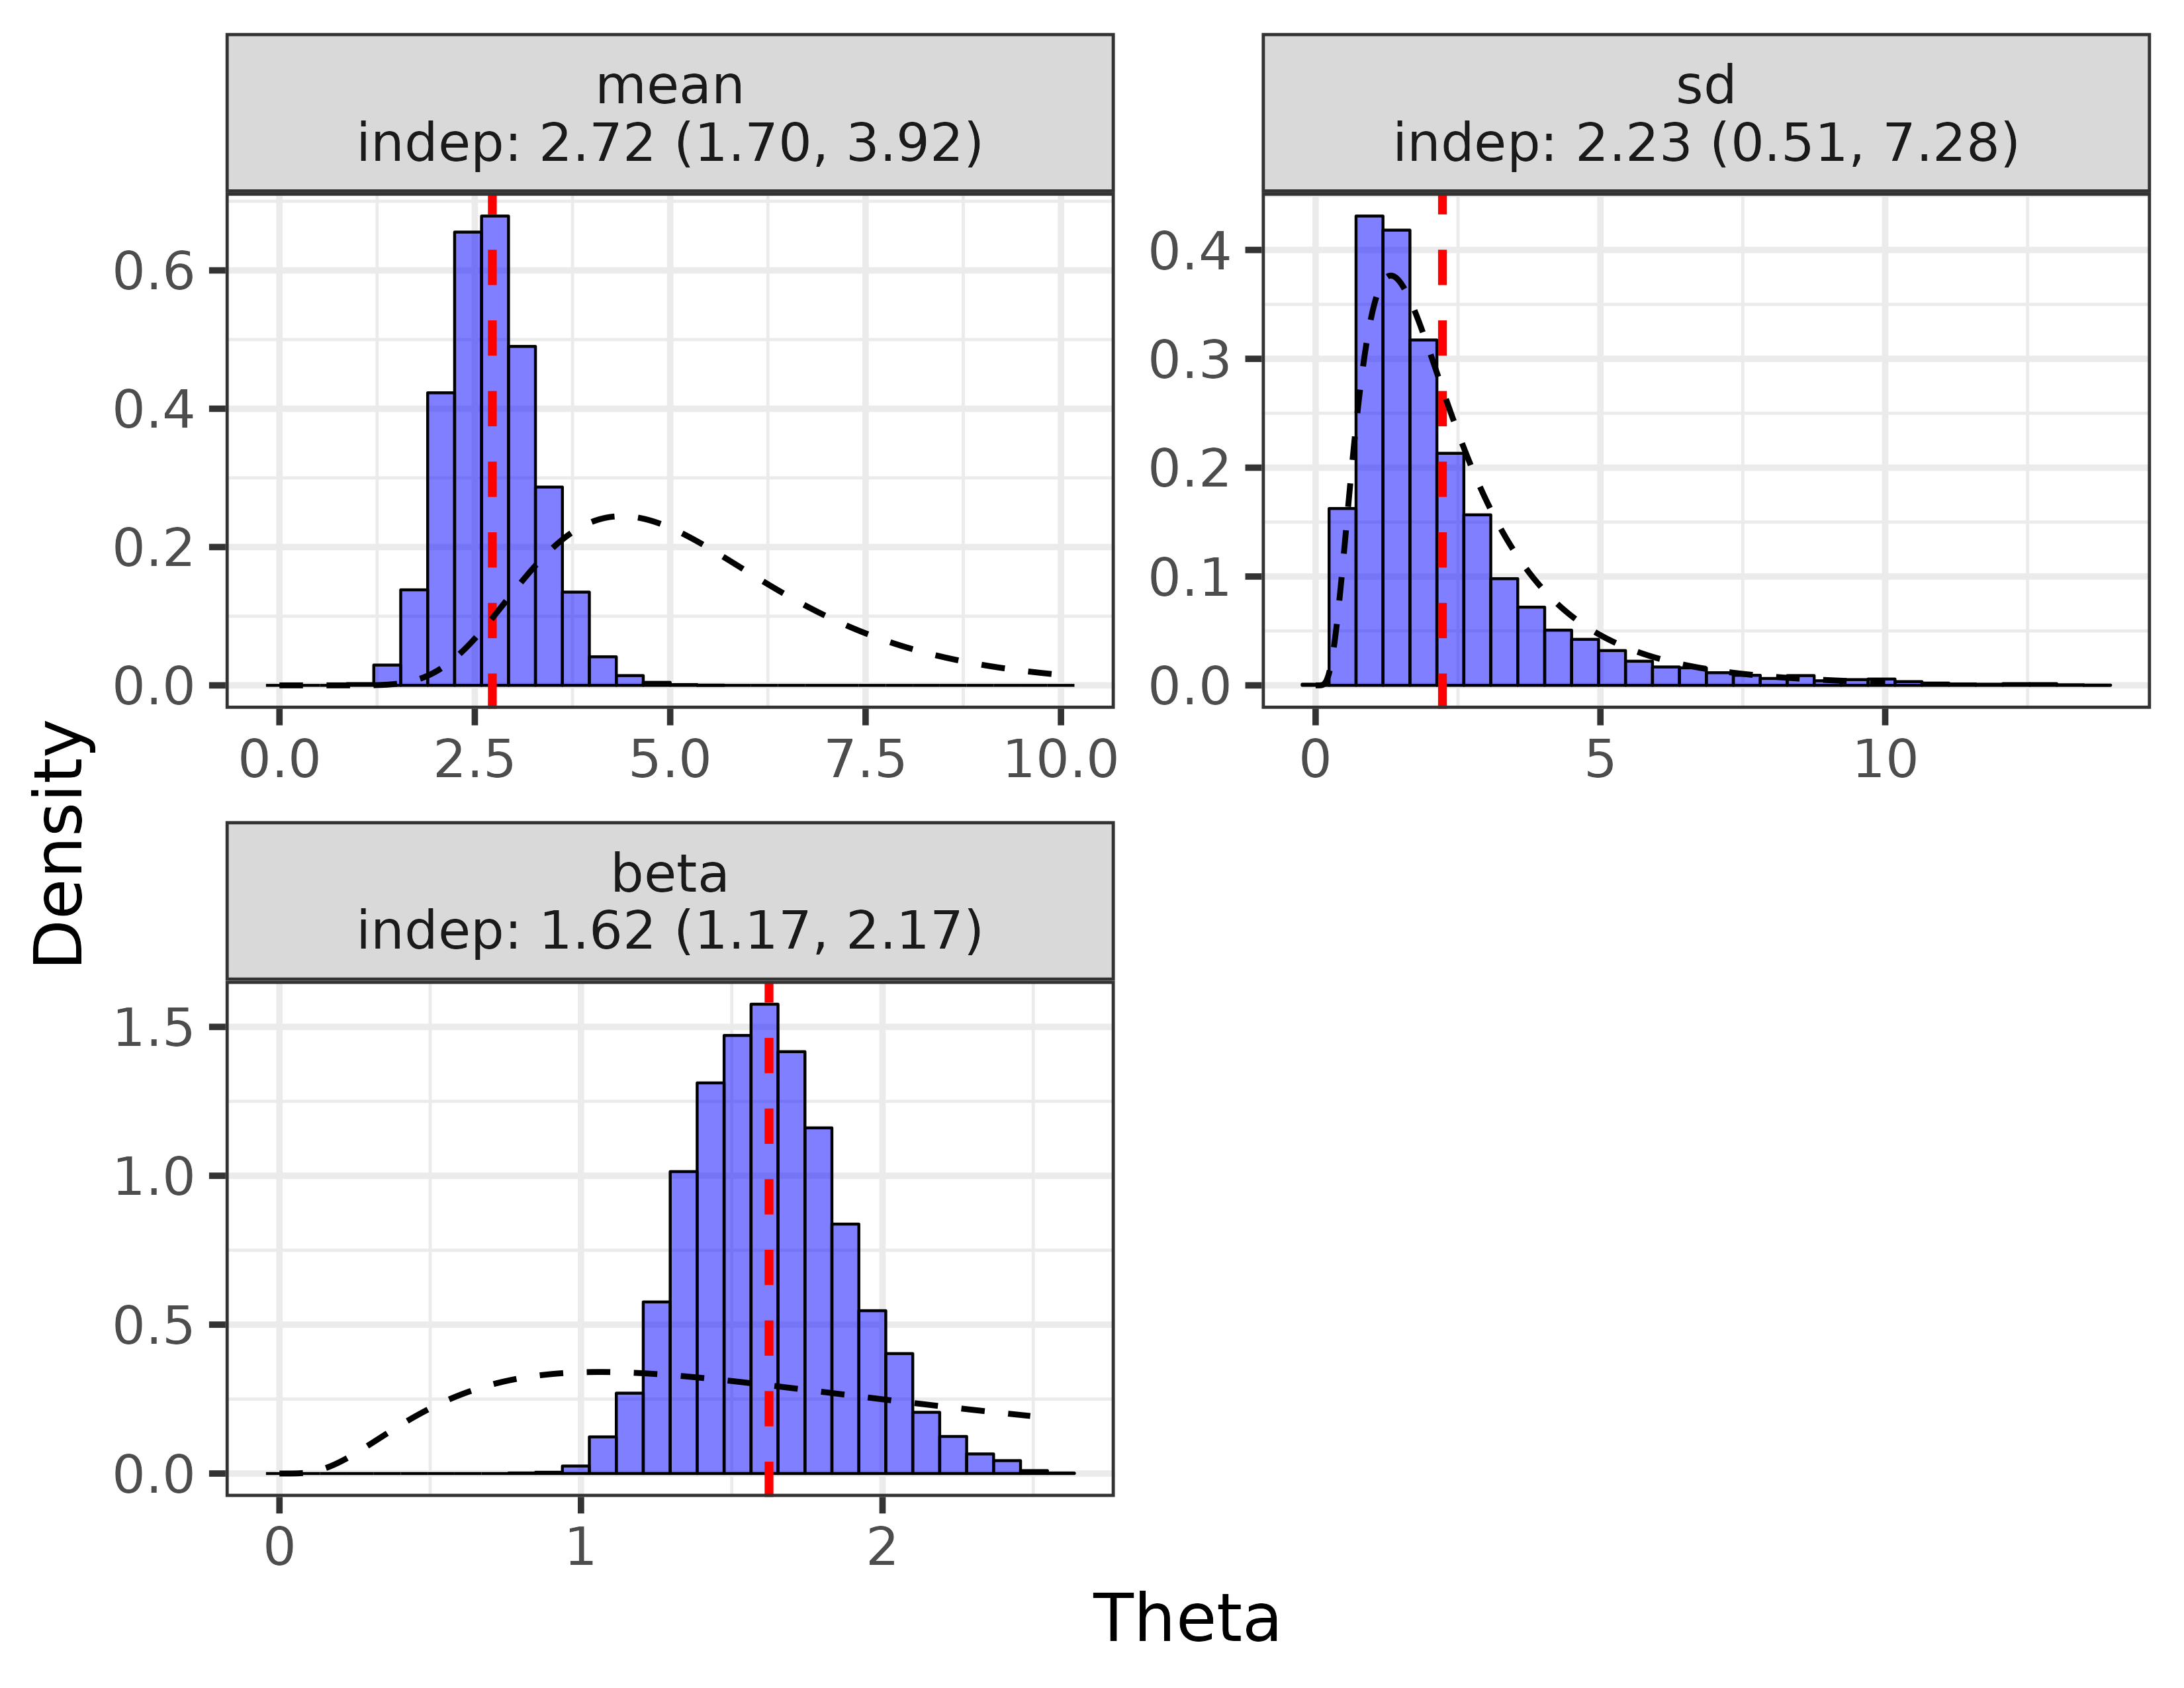 mean
indep: 2.72 (1.70, 3.92)
sd
indep: 2.23 (0.51, 7.28)
0.6
0.4
0.2
0.0
0.0 2.5 5.0 7.5 10.0
0.4
0.3
0.2
0.1
0.0
0 5 10
beta
indep: 1.62 (1.17, 2.17)
1.5
1.0
0.5
0.0
0 1 2
Density
Theta